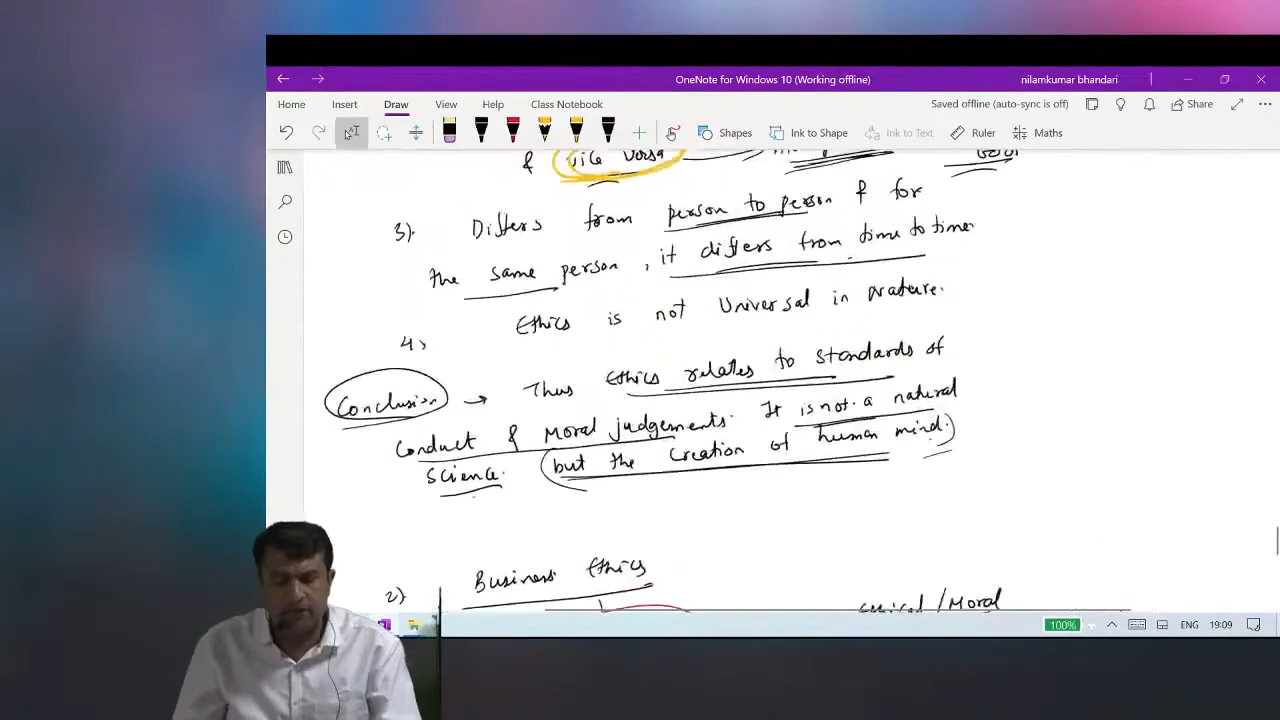 OneNote for Windows 10 (Working offline)
nilamkumar bhandari
Home Insert Draw View Help Class Notebook
Saved offline (auto-sync is off)
Share
Shapes Ink to Shape Ink to Text Ruler Maths
& vice versa
3). Differs from person to person & for
the same person, it differs from time to time.
Ethics is not Universal in nature.
4)
Conclusion → Thus Ethics relates to standards of
Conduct & Moral judgements. It is not a natural
Science. but the creation of human mind.
2) Business Ethics
/Moral
100%
ENG
19:09